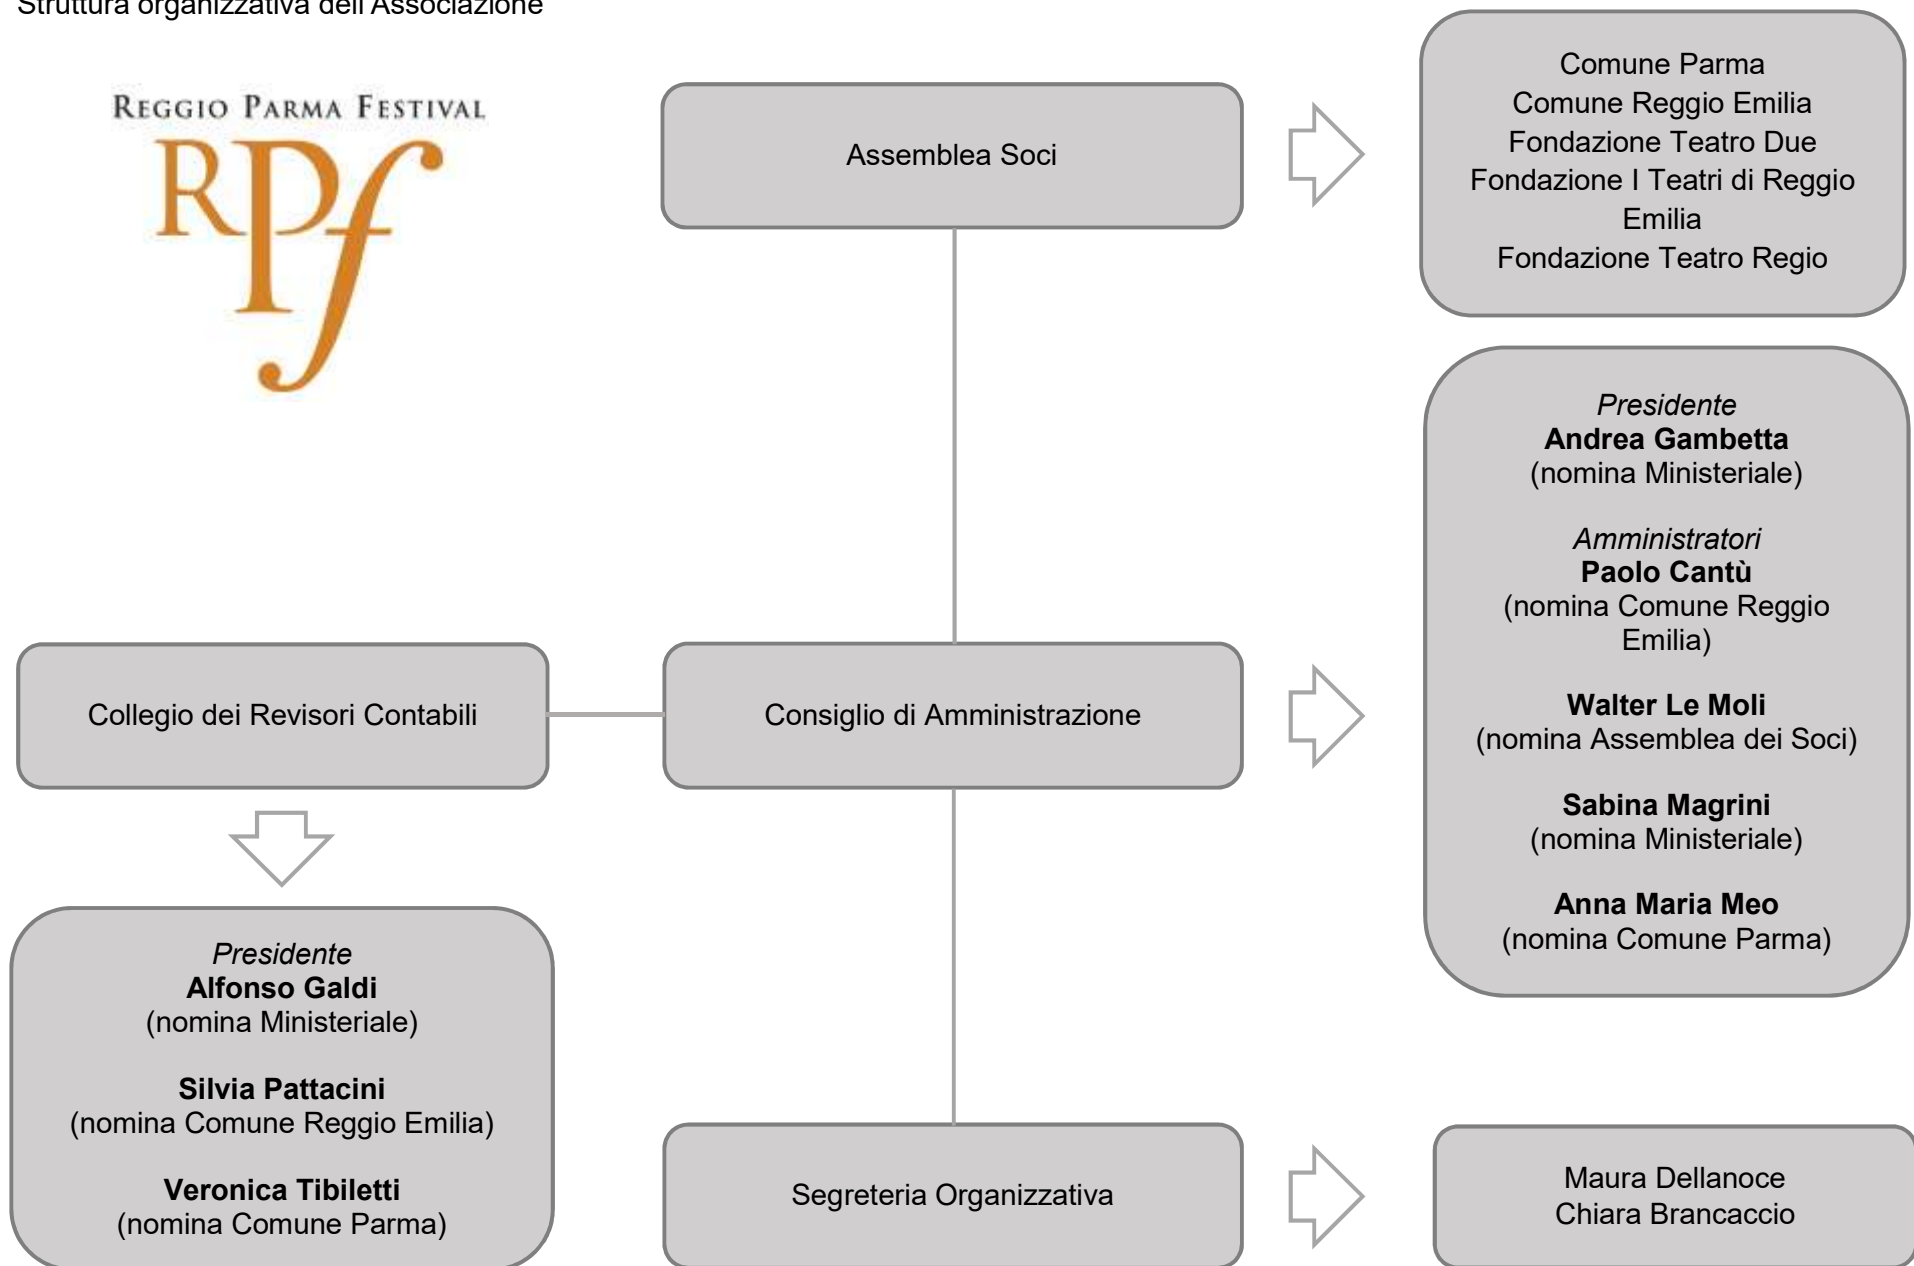 Struttura organizzativa dell'Associazione
REGGIO PARMA FESTIVAL
RPf
Assemblea Soci
Comune Parma
Comune Reggio Emilia
Fondazione Teatro Due
Fondazione I Teatri di Reggio
Emilia
Fondazione Teatro Regio
Collegio dei Revisori Contabili
Consiglio di Amministrazione
Presidente
Andrea Gambetta
(nomina Ministeriale)
Amministratori
Paolo Cantù
(nomina Comune Reggio
Emilia)
Walter Le Moli
(nomina Assemblea dei Soci)
Sabina Magrini
(nomina Ministeriale)
Anna Maria Meo
(nomina Comune Parma)
Presidente
Alfonso Galdi
(nomina Ministeriale)
Silvia Pattacini
(nomina Comune Reggio Emilia)
Veronica Tibiletti
(nomina Comune Parma)
Segreteria Organizzativa
Maura Dellanoce
Chiara Brancaccio